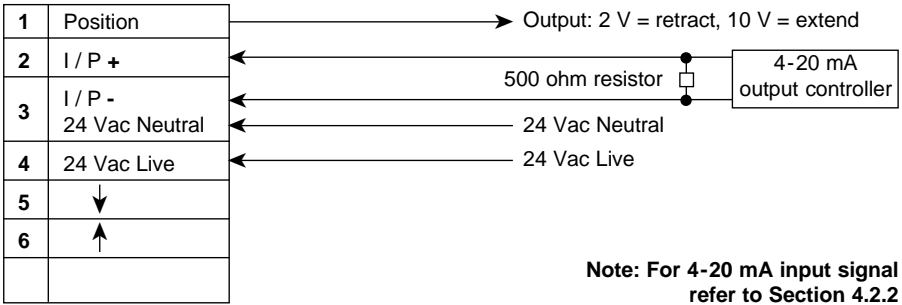 1 Position Output: 2 V = retract, 10 V = extend
2 I / P + 4-20 mA
500 ohm resistor output controller
3 I / P -
24 Vac Neutral 24 Vac Neutral
4 24 Vac Live 24 Vac Live
5
6
Note: For 4-20 mA input signal
refer to Section 4.2.2